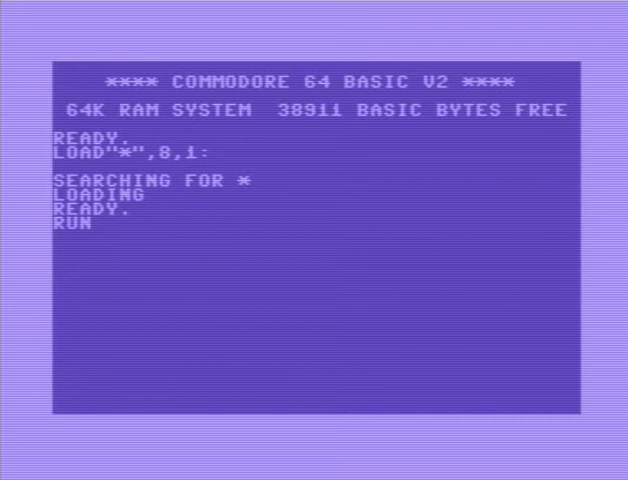 **** COMMODORE 64 BASIC V2 ****
64K RAM SYSTEM  38911 BASIC BYTES FREE
READY.
LOAD"*",8,1:
SEARCHING FOR *
LOADING
READY.
RUN